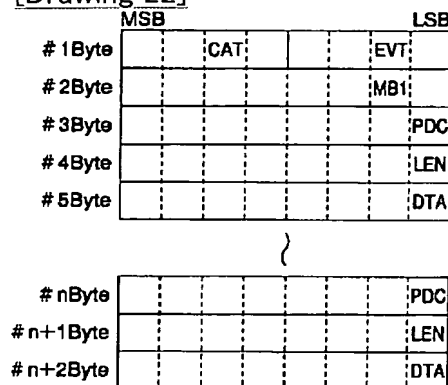 [Drawing 22]
MSB LSB
#1Byte CAT EVT
#2Byte MB1
#3Byte PDC
#4Byte LEN
#5Byte DTA
#nByte PDC
#n+1Byte LEN
#n+2Byte DTA